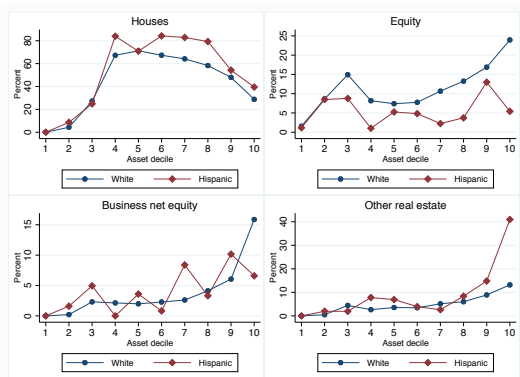 Houses
Percent
0 20 40 60 80
1 2 3 4 5 6 7 8 9 10
Asset decile
White Hispanic
Equity
Percent
0 5 10 15 20 25
1 2 3 4 5 6 7 8 9 10
Asset decile
White Hispanic
Business net equity
Percent
0 5 10 15
1 2 3 4 5 6 7 8 9 10
Asset decile
White Hispanic
Other real estate
Percent
0 10 20 30 40
1 2 3 4 5 6 7 8 9 10
Asset decile
White Hispanic